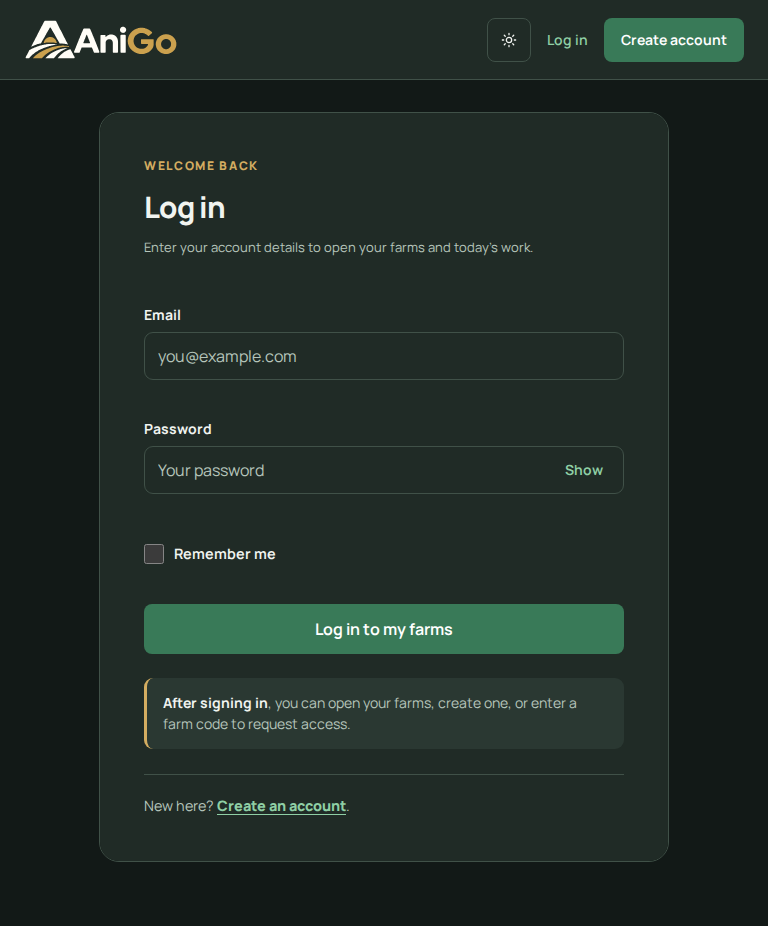 AniGo
Log in
Create account
WELCOME BACK
Log in
Enter your account details to open your farms and today's work.
Email
you@example.com
Password
Your password
Show
Remember me
Log in to my farms
After signing in, you can open your farms, create one, or enter a
farm code to request access.
New here? Create an account.